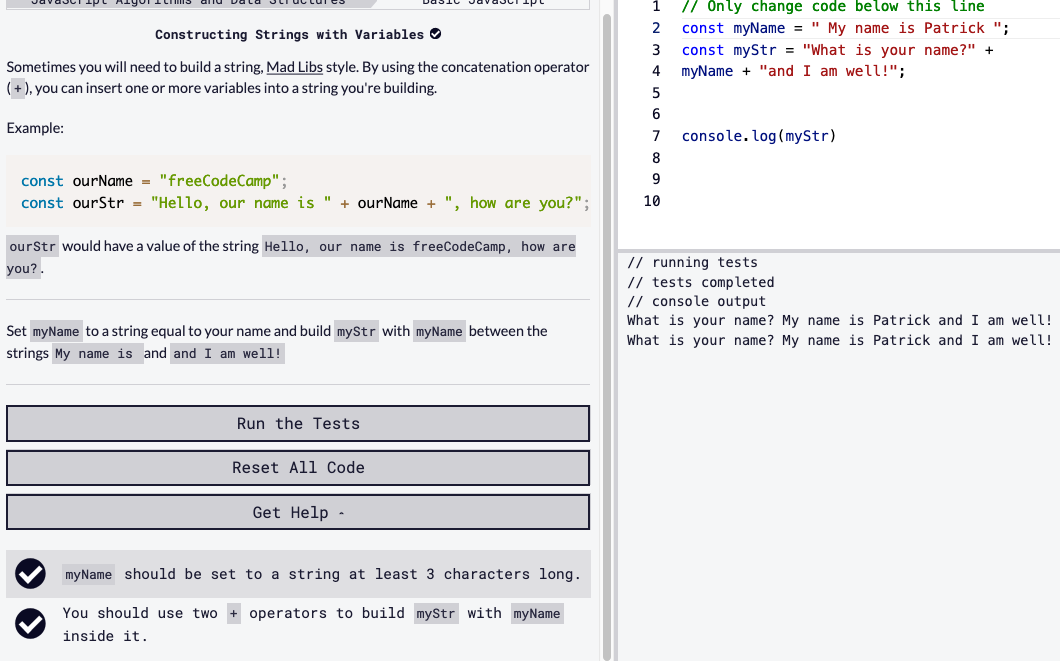 JavaScript Algorithms and Data Structures
Basic JavaScript
Constructing Strings with Variables
Sometimes you will need to build a string, Mad Libs style. By using the concatenation operator
( + ), you can insert one or more variables into a string you're building.
Example:
const ourName = "freeCodeCamp";
const ourStr = "Hello, our name is " + ourName + ", how are you?";
ourStr would have a value of the string Hello, our name is freeCodeCamp, how are
you? .
Set myName to a string equal to your name and build myStr with myName between the
strings My name is and and I am well!
Run the Tests
Reset All Code
Get Help -
myName should be set to a string at least 3 characters long.
You should use two + operators to build myStr with myName
inside it.
1 // Only change code below this line
2 const myName = " My name is Patrick ";
3 const myStr = "What is your name?" +
4 myName + "and I am well!";
5
6
7 console.log(myStr)
8
9
10
// running tests
// tests completed
// console output
What is your name? My name is Patrick and I am well!
What is your name? My name is Patrick and I am well!